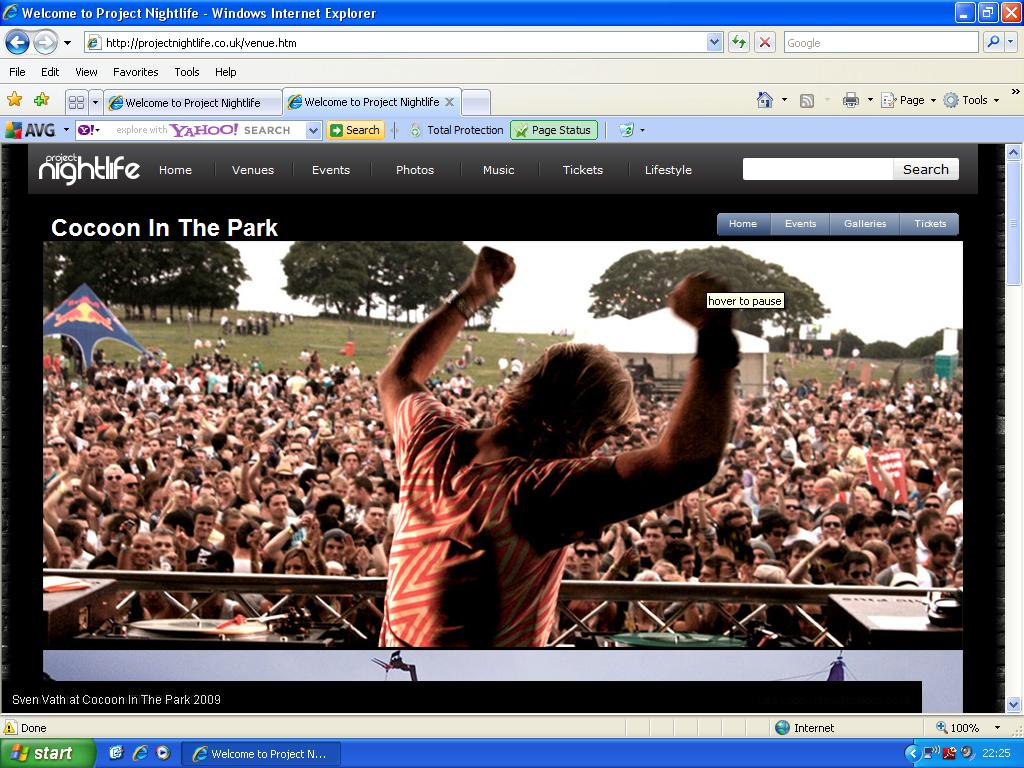 Welcome to Project Nightlife - Windows Internet Explorer
http://projectnightlife.co.uk/venue.htm
Google
File Edit View Favorites Tools Help
Welcome to Project Nightlife
Welcome to Project Nightlife
Page
Tools
AVG
Y!
explore with YAHOO! SEARCH
Search
Total Protection
Page Status
project
nightlife
Home
Venues
Events
Photos
Music
Tickets
Lifestyle
Search
Cocoon In The Park
Home
Events
Galleries
Tickets
hover to pause
Red Bull
Sven Vath at Cocoon In The Park 2009
Done
Internet
100%
start
Welcome to Project N...
22:25